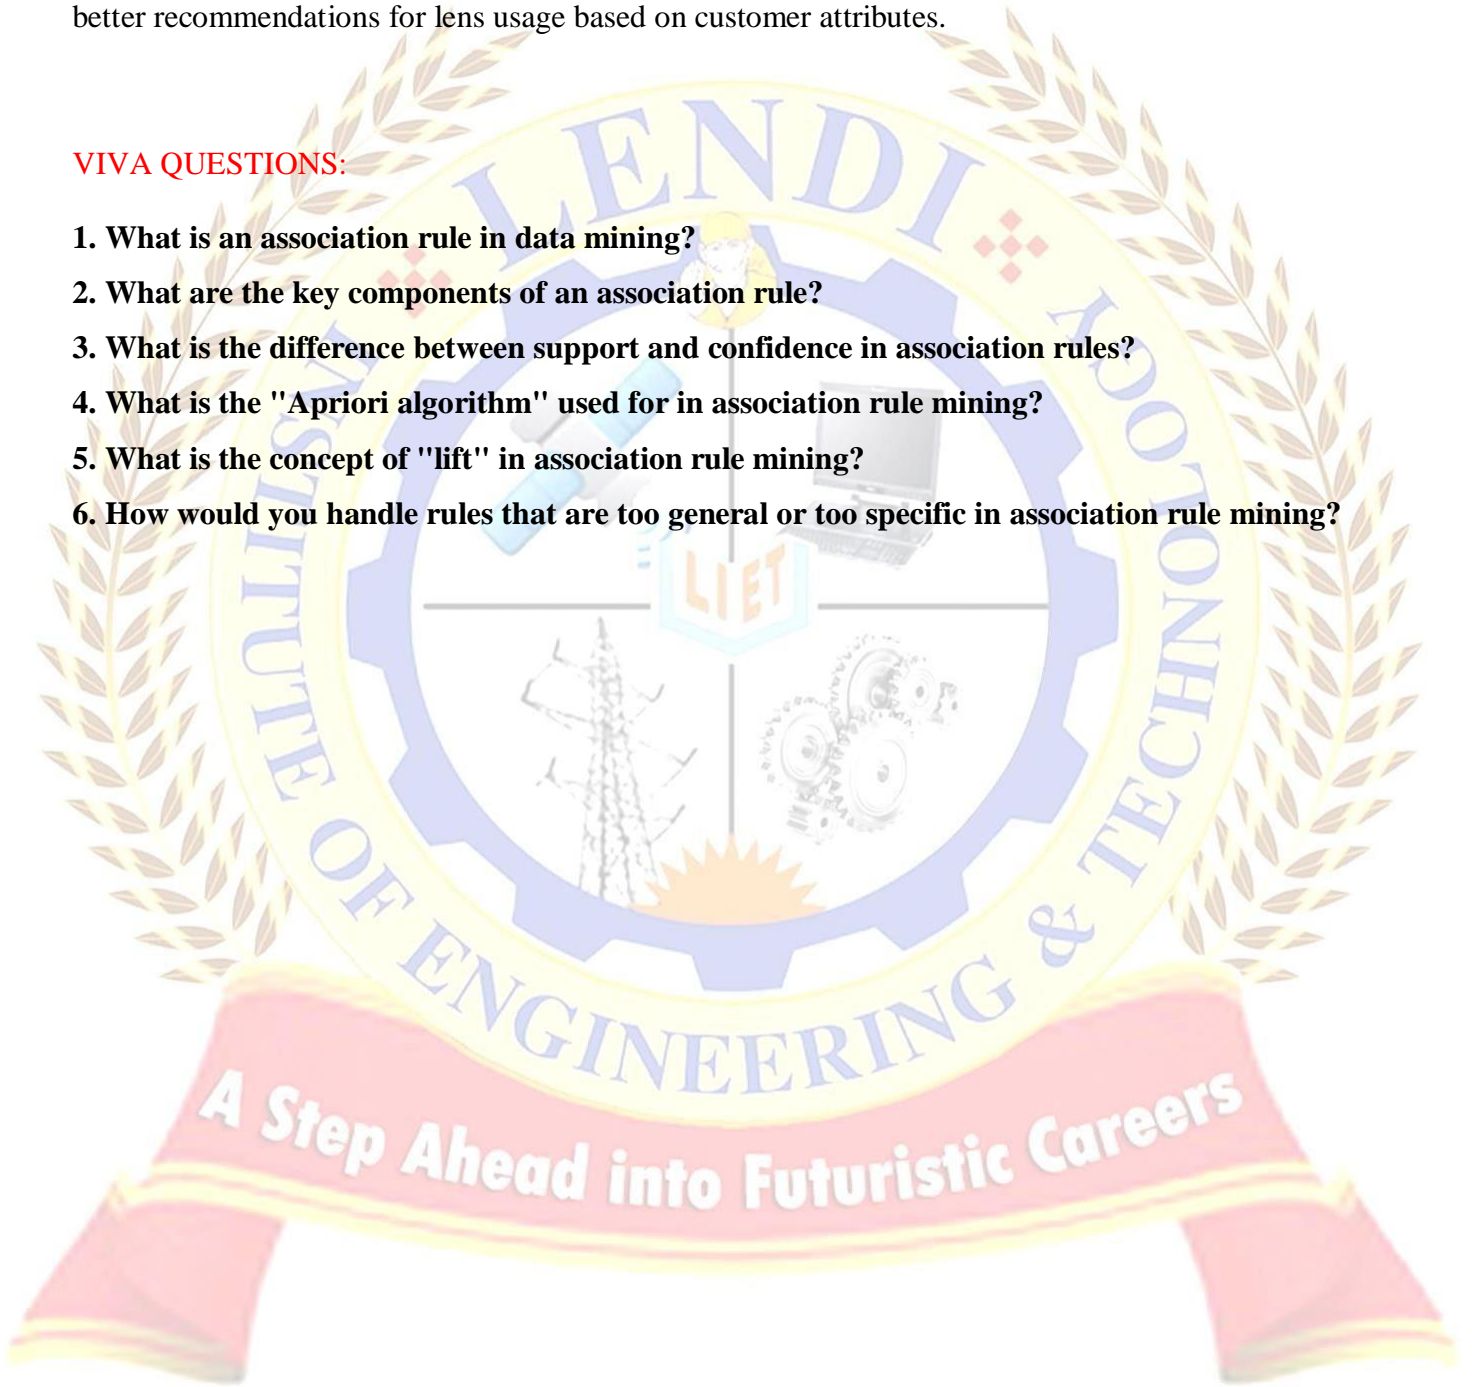 better recommendations for lens usage based on customer attributes.
VIVA QUESTIONS:
1. What is an association rule in data mining?
2. What are the key components of an association rule?
3. What is the difference between support and confidence in association rules?
4. What is the "Apriori algorithm" used for in association rule mining?
5. What is the concept of "lift" in association rule mining?
6. How would you handle rules that are too general or too specific in association rule mining?
LENDI INSTITUTE OF ENGINEERING & TECHNOLOGY
LIET
A Step Ahead into Futuristic Careers